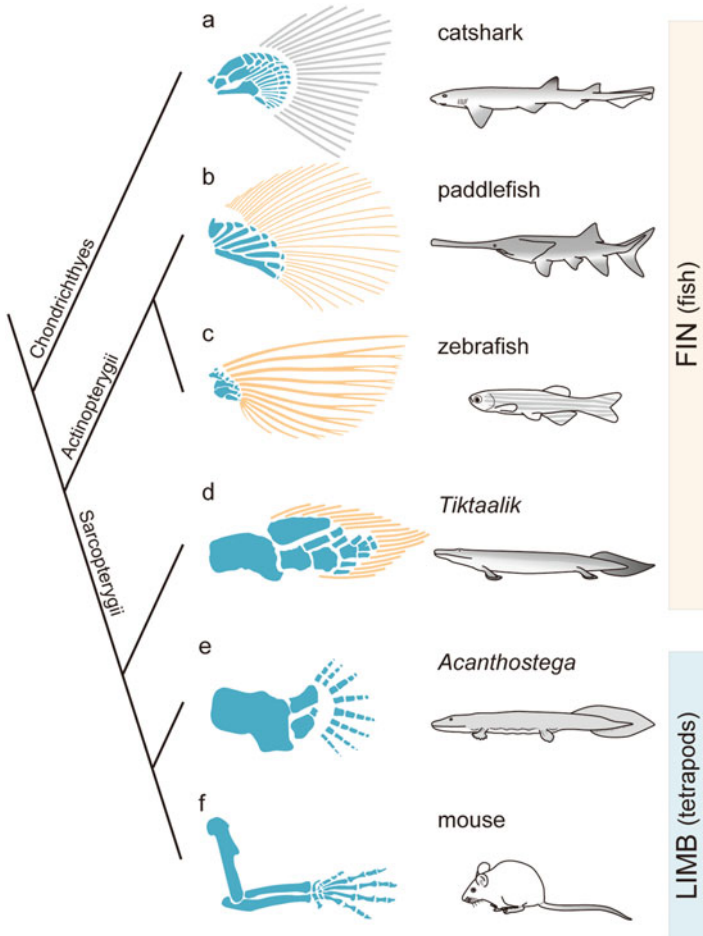 a
catshark
b
paddlefish
Chondrichthyes
c
zebrafish
Actinopterygii
FIN (fish)
d
Tiktaalik
Sarcopterygii
e
Acanthostega
f
mouse
LIMB (tetrapods)